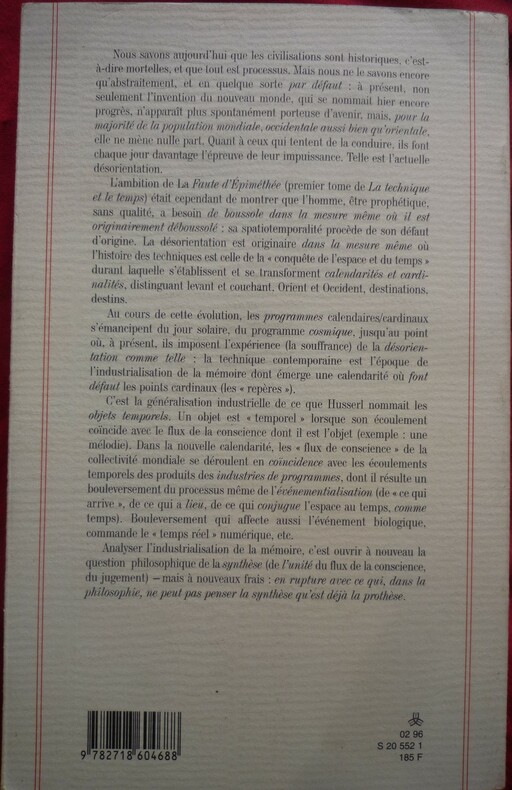 Nous savons aujourd'hui que les civilisations sont historiques, c'est-
à-dire mortelles, et que tout est processus. Mais nous ne le savons encore
qu'abstraitement, et en quelque sorte par défaut : à présent, non
seulement l'invention du nouveau monde, qui se nommait hier encore
progrès, n'apparaît plus spontanément porteuse d'avenir, mais, pour la
majorité de la population mondiale, occidentale aussi bien qu'orientale,
elle ne mène nulle part. Quant à ceux qui tentent de la conduire, ils font
chaque jour davantage l'épreuve de leur impuissance. Telle est l'actuelle
désorientation.
L'ambition de La Faute d'Épiméthée (premier tome de La technique
et le temps) était cependant de montrer que l'homme, être prophétique,
sans qualité, a besoin de boussole dans la mesure même où il est
originairement déboussolé : sa spatiotemporalité procède de son défaut
d'origine. La désorientation est originaire dans la mesure même où
l'histoire des techniques est celle de la « conquête de l'espace et du temps »
durant laquelle s'établissent et se transforment calendarités et cardi-
nalités, distinguant levant et couchant, Orient et Occident, destinations,
destins.
Au cours de cette évolution, les programmes calendaires/cardinaux
s'émancipent du jour solaire, du programme cosmique, jusqu'au point
où, à présent, ils imposent l'expérience (la souffrance) de la désorien-
tation comme telle : la technique contemporaine est l'époque de
l'industrialisation de la mémoire dont émerge une calendarité où font
défaut les points cardinaux (les « repères »).
C'est la généralisation industrielle de ce que Husserl nommait les
objets temporels. Un objet est « temporel » lorsque son écoulement
coïncide avec le flux de la conscience dont il est l'objet (exemple : une
mélodie). Dans la nouvelle calendarité, les « flux de conscience » de la
collectivité mondiale se déroulent en coïncidence avec les écoulements
temporels des produits des industries de programmes, dont il résulte un
bouleversement du processus même de l'événementialisation (de « ce qui
arrive », de ce qui a lieu, de ce qui conjugue l'espace au temps, comme
temps). Bouleversement qui affecte aussi l'événement biologique,
commande le « temps réel » numérique, etc.
Analyser l'industrialisation de la mémoire, c'est ouvrir à nouveau la
question philosophique de la synthèse (de l'unité du flux de la conscience,
du jugement) – mais à nouveaux frais : en rupture avec ce qui, dans la
philosophie, ne peut pas penser la synthèse qu'est déjà la prothèse.
9 782718 604688
02 96
S 20 552 1
185 F